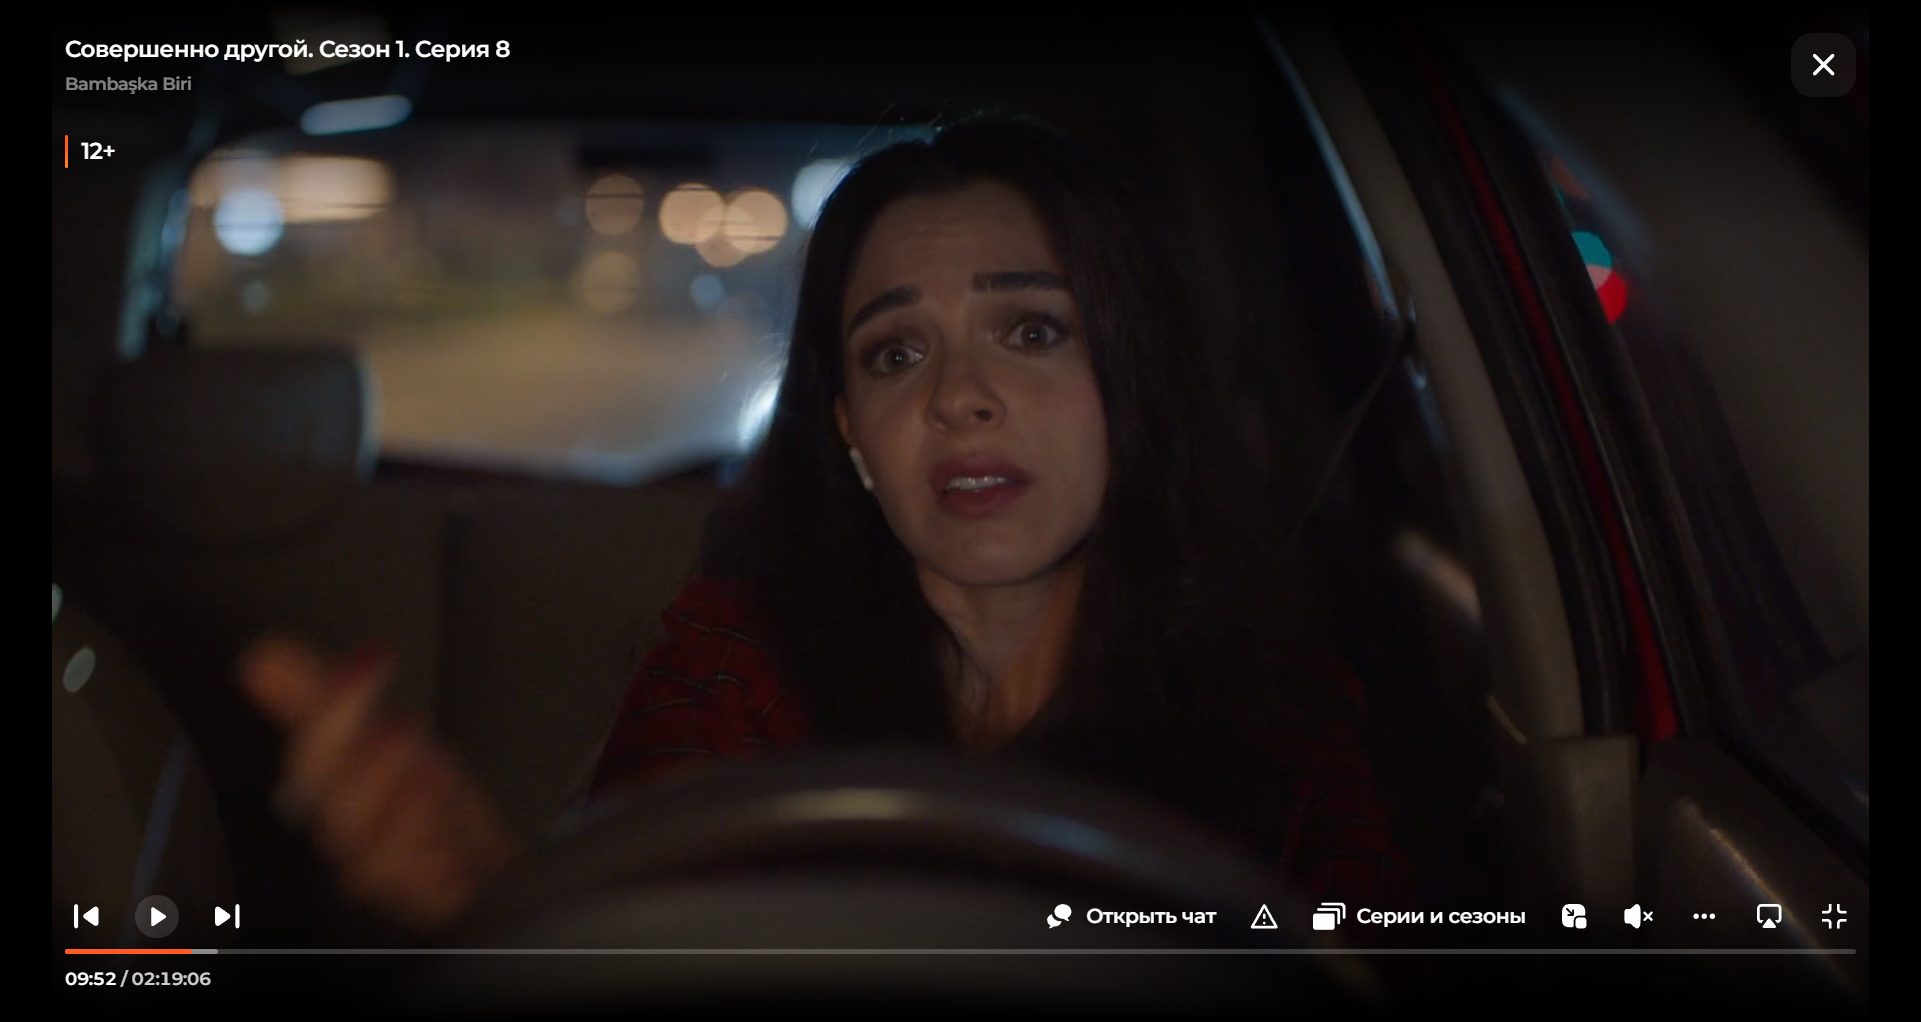 Совершенно другой. Сезон 1. Серия 8
Bambaşka Biri
12+
Открыть чат
Серии и сезоны
09:52 / 02:19:06